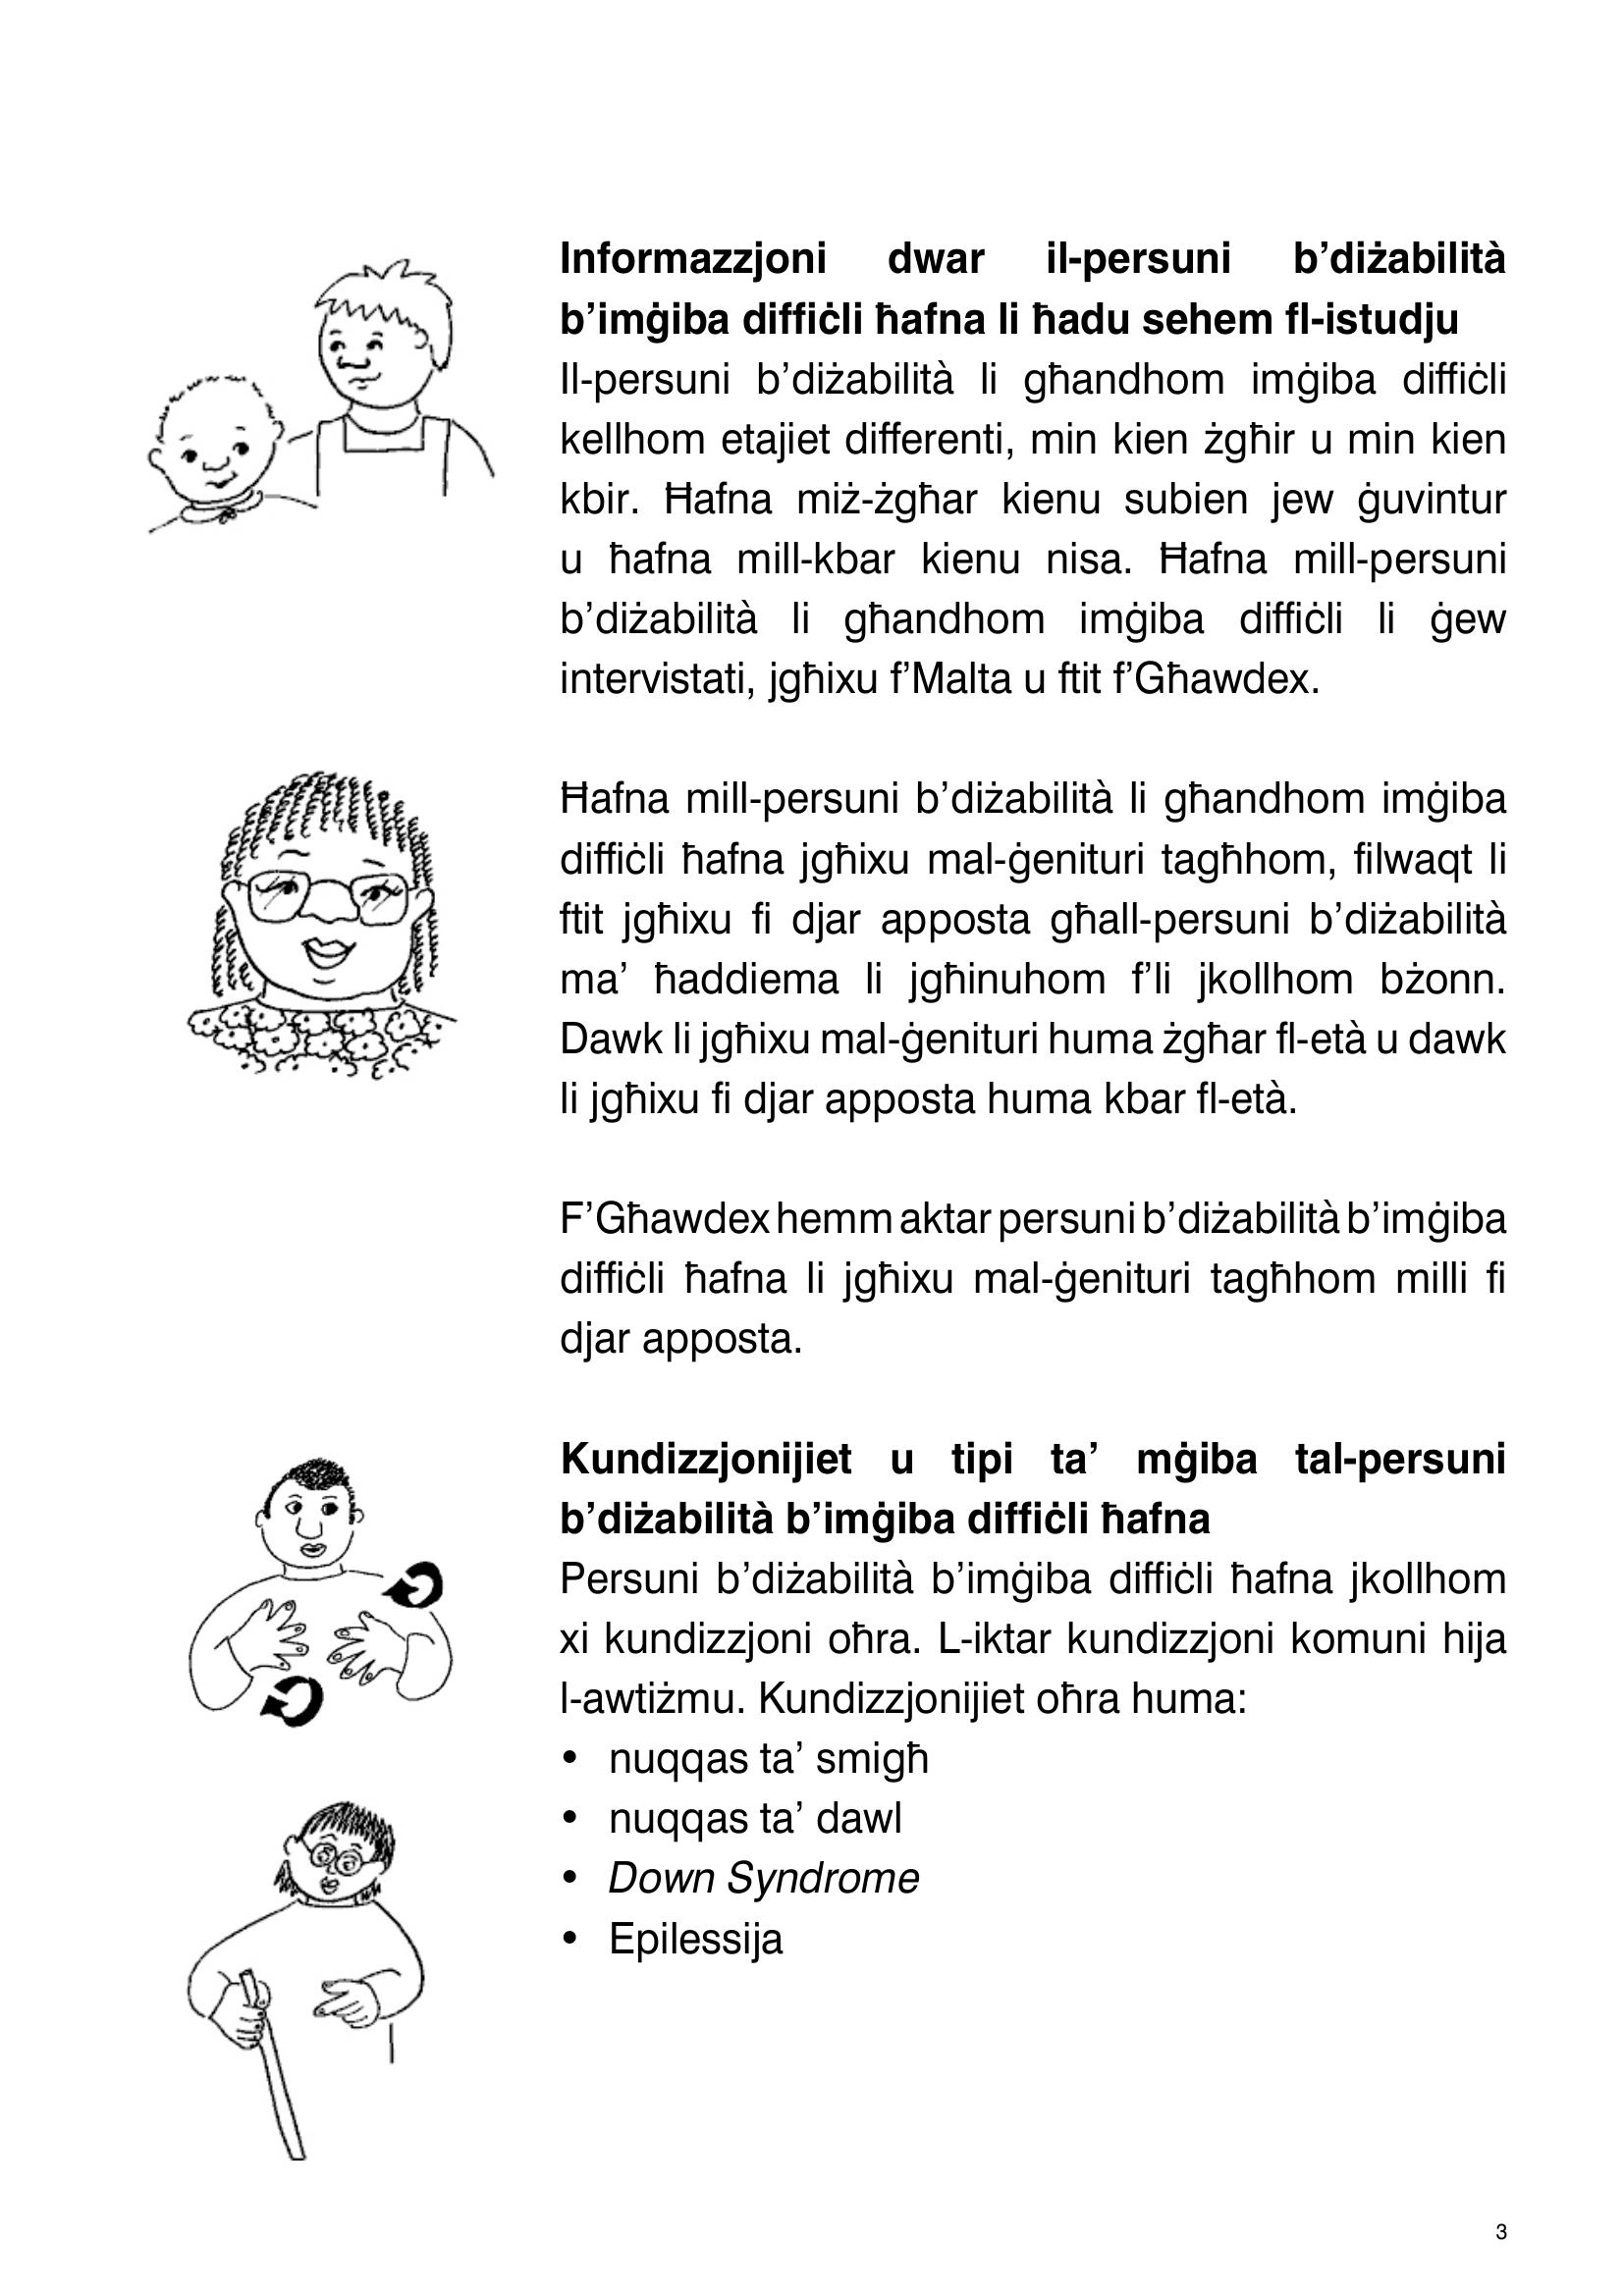 Informazzjoni dwar il-persuni b’diżabilità
b’imġiba diffiċli ħafna li ħadu sehem fl-istudju
Il-persuni b’diżabilità li għandhom imġiba diffiċli
kellhom etajiet differenti, min kien żgħir u min kien
kbir. Ħafna miż-żgħar kienu subien jew ġuvintur
u ħafna mill-kbar kienu nisa. Ħafna mill-persuni
b’diżabilità li għandhom imġiba diffiċli li ġew
intervistati, jgħixu f’Malta u ftit f’Għawdex.
Ħafna mill-persuni b’diżabilità li għandhom imġiba
diffiċli ħafna jgħixu mal-ġenituri tagħhom, filwaqt li
ftit jgħixu fi djar apposta għall-persuni b’diżabilità
ma’ ħaddiema li jgħinuhom f’li jkollhom bżonn.
Dawk li jgħixu mal-ġenituri huma żgħar fl-età u dawk
li jgħixu fi djar apposta huma kbar fl-età.
F’Għawdex hemm aktar persuni b’diżabilità b’imġiba
diffiċli ħafna li jgħixu mal-ġenituri tagħhom milli fi
djar apposta.
Kundizzjonijiet u tipi ta’ mġiba tal-persuni
b’diżabilità b’imġiba diffiċli ħafna
Persuni b’diżabilità b’imġiba diffiċli ħafna jkollhom
xi kundizzjoni oħra. L-iktar kundizzjoni komuni hija
l-awtiżmu. Kundizzjonijiet oħra huma:
• nuqqas ta’ smigħ
• nuqqas ta’ dawl
• Down Syndrome
• Epilessija
3